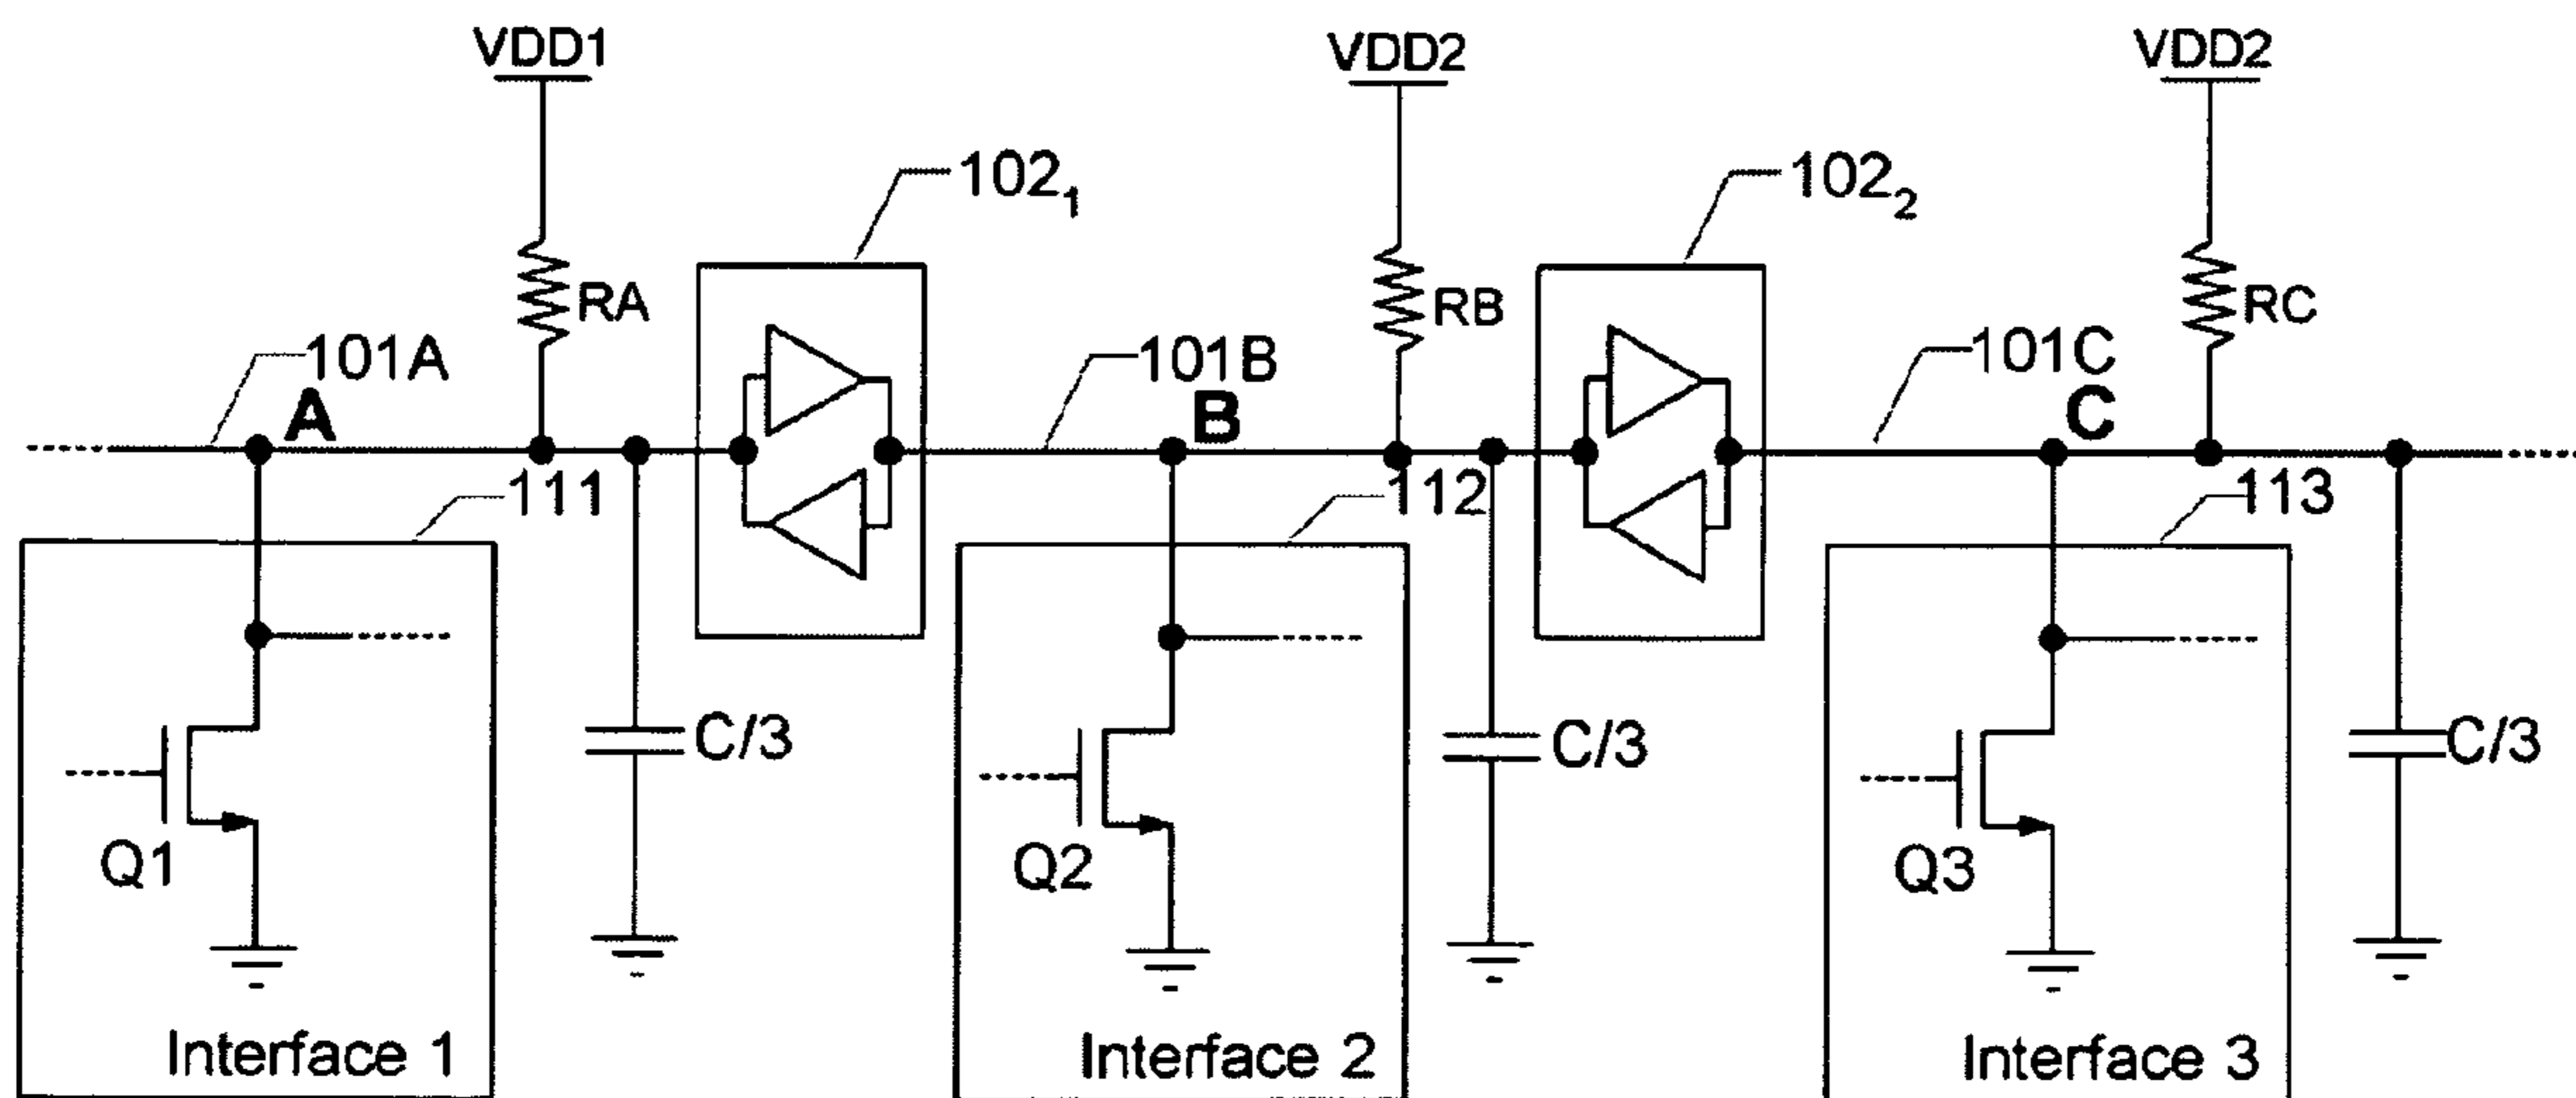 VDD1
VDD2
VDD2
102₁
102₂
RA
RB
RC
101A
101B
101C
A
B
C
111
112
113
C/3
C/3
C/3
Q1
Q2
Q3
Interface 1
Interface 2
Interface 3